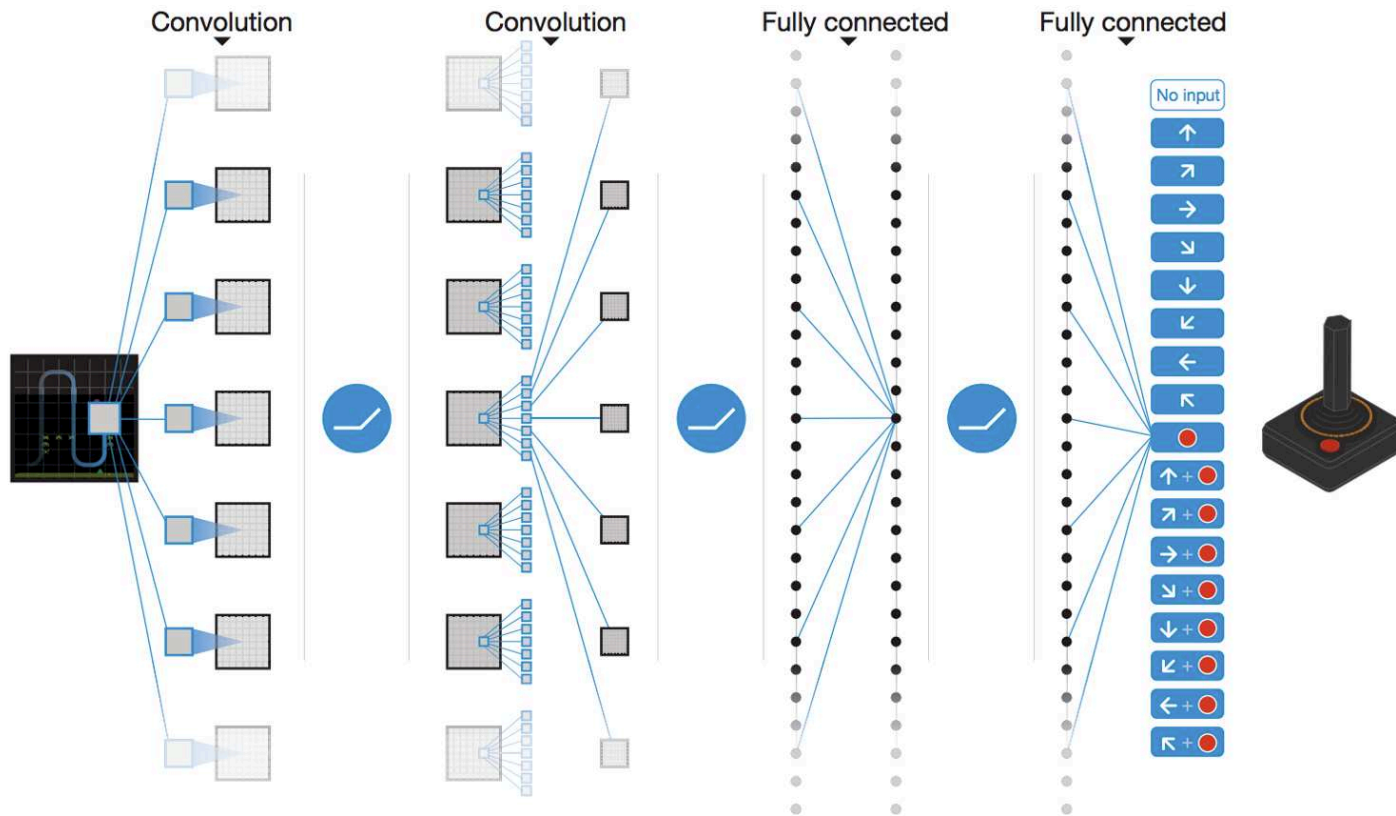 Convolution
Convolution
Fully connected
Fully connected
No input
+
+
+
+
+
+
+
+